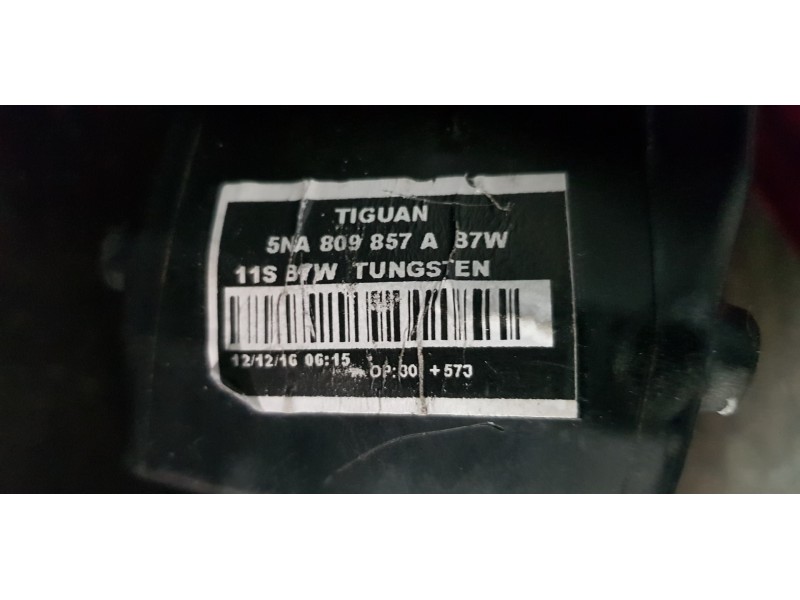 TIGUAN
5NA 809 857 A B7W
11S B7W TUNGSTEN
12/12/16 06:15
OP:30 +573